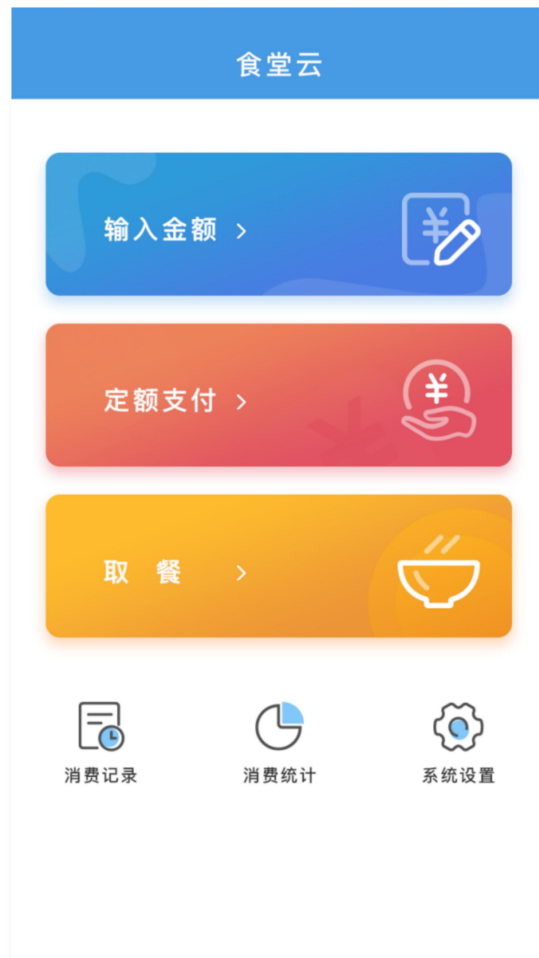 食堂云
输入金额 >
¥
定额支付 >
¥
取 餐 >
消费记录
消费统计
系统设置